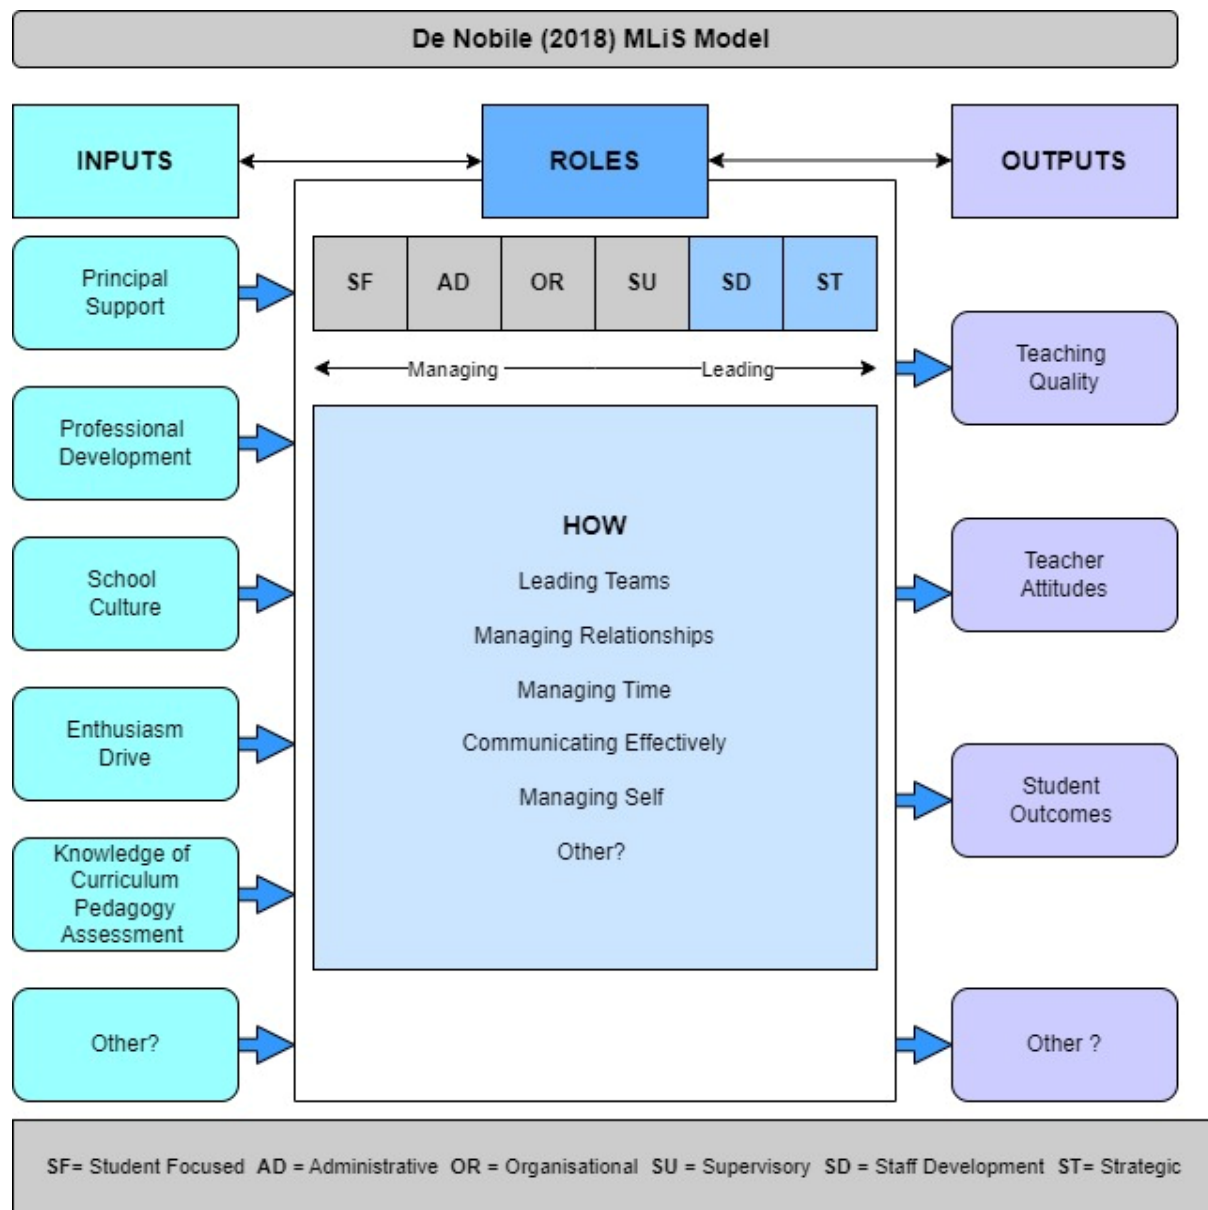 De Nobile (2018) MLiS Model
INPUTS
ROLES
OUTPUTS
Principal
Support
Professional
Development
School
Culture
Enthusiasm
Drive
Knowledge of
Curriculum
Pedagogy
Assessment
Other?
SF AD OR SU SD ST
Managing Leading
HOW
Leading Teams
Managing Relationships
Managing Time
Communicating Effectively
Managing Self
Other?
Teaching
Quality
Teacher
Attitudes
Student
Outcomes
Other ?
SF= Student Focused AD = Administrative OR = Organisational SU = Supervisory SD = Staff Development ST= Strategic